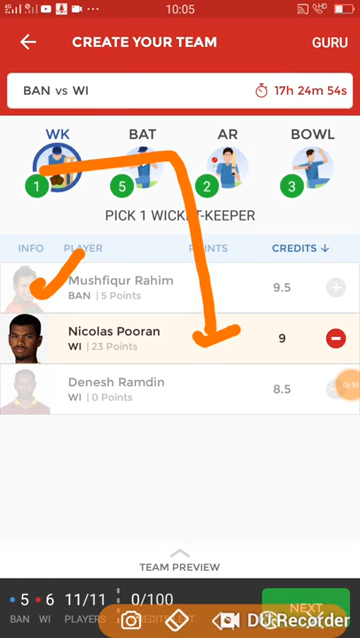 10:05
CREATE YOUR TEAM
GURU
BAN vs WI
17h 24m 54s
WK BAT AR BOWL
1 5 2 3
PICK 1 WICKET-KEEPER
INFO PLAYER POINTS CREDITS
Mushfiqur Rahim
BAN | 5 Points
9.5
Nicolas Pooran
WI | 23 Points
9
Denesh Ramdin
WI | 0 Points
8.5
TEAM PREVIEW
5 6 11/11 0/100
BAN WI PLAYERS
NEXT
DU Recorder